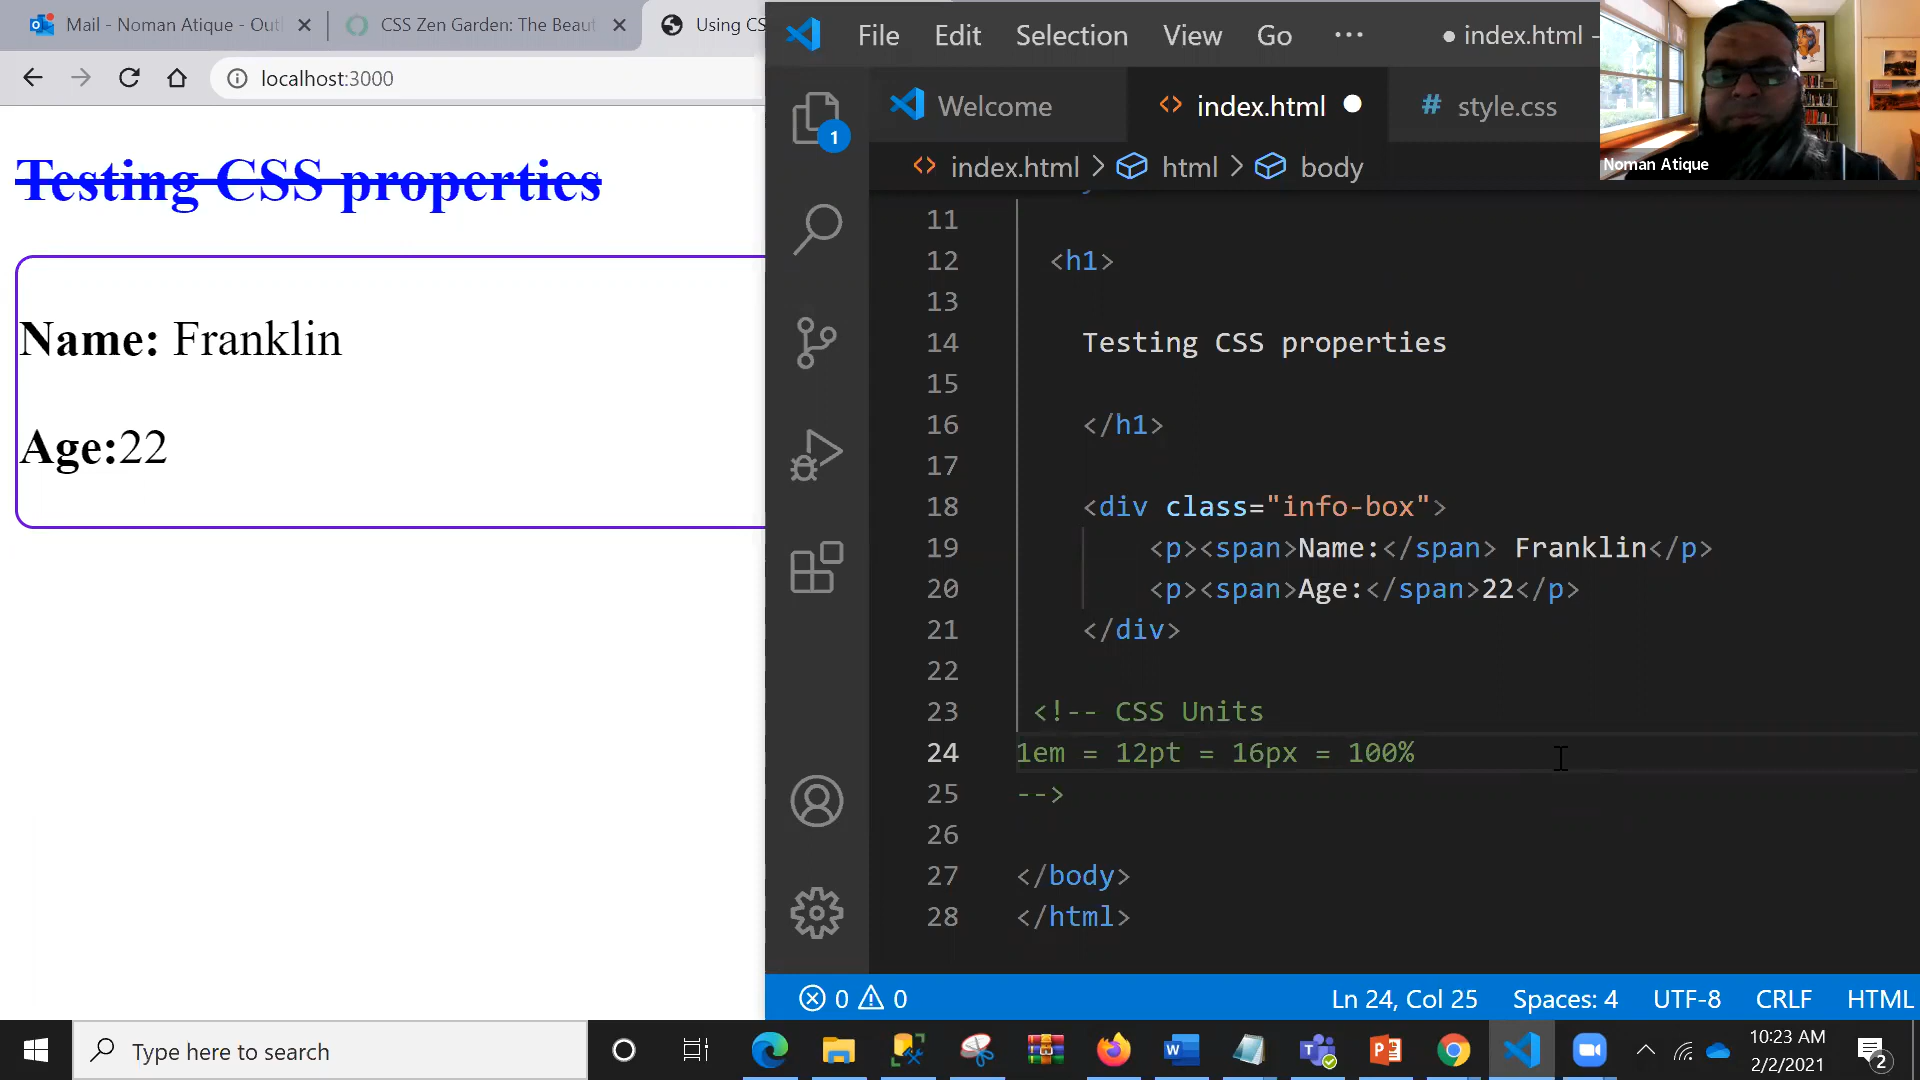 Mail - Noman Atique - Out
CSS Zen Garden: The Beaut
Using CS
localhost:3000
Testing CSS properties
Name: Franklin
Age:22
File Edit Selection View Go ···
● index.html -
Welcome
index.html
# style.css
index.html > html > body
Noman Atique
1
11
12 <h1>
13
14 Testing CSS properties
15
16 </h1>
17
18 <div class="info-box">
19 <p><span>Name:</span> Franklin</p>
20 <p><span>Age:</span>22</p>
21 </div>
22
23 <!-- CSS Units
24 1em = 12pt = 16px = 100%
25 -->
26
27 </body>
28 </html>
0 0
Ln 24, Col 25 Spaces: 4 UTF-8 CRLF HTML
Type here to search
10:23 AM
2/2/2021
2